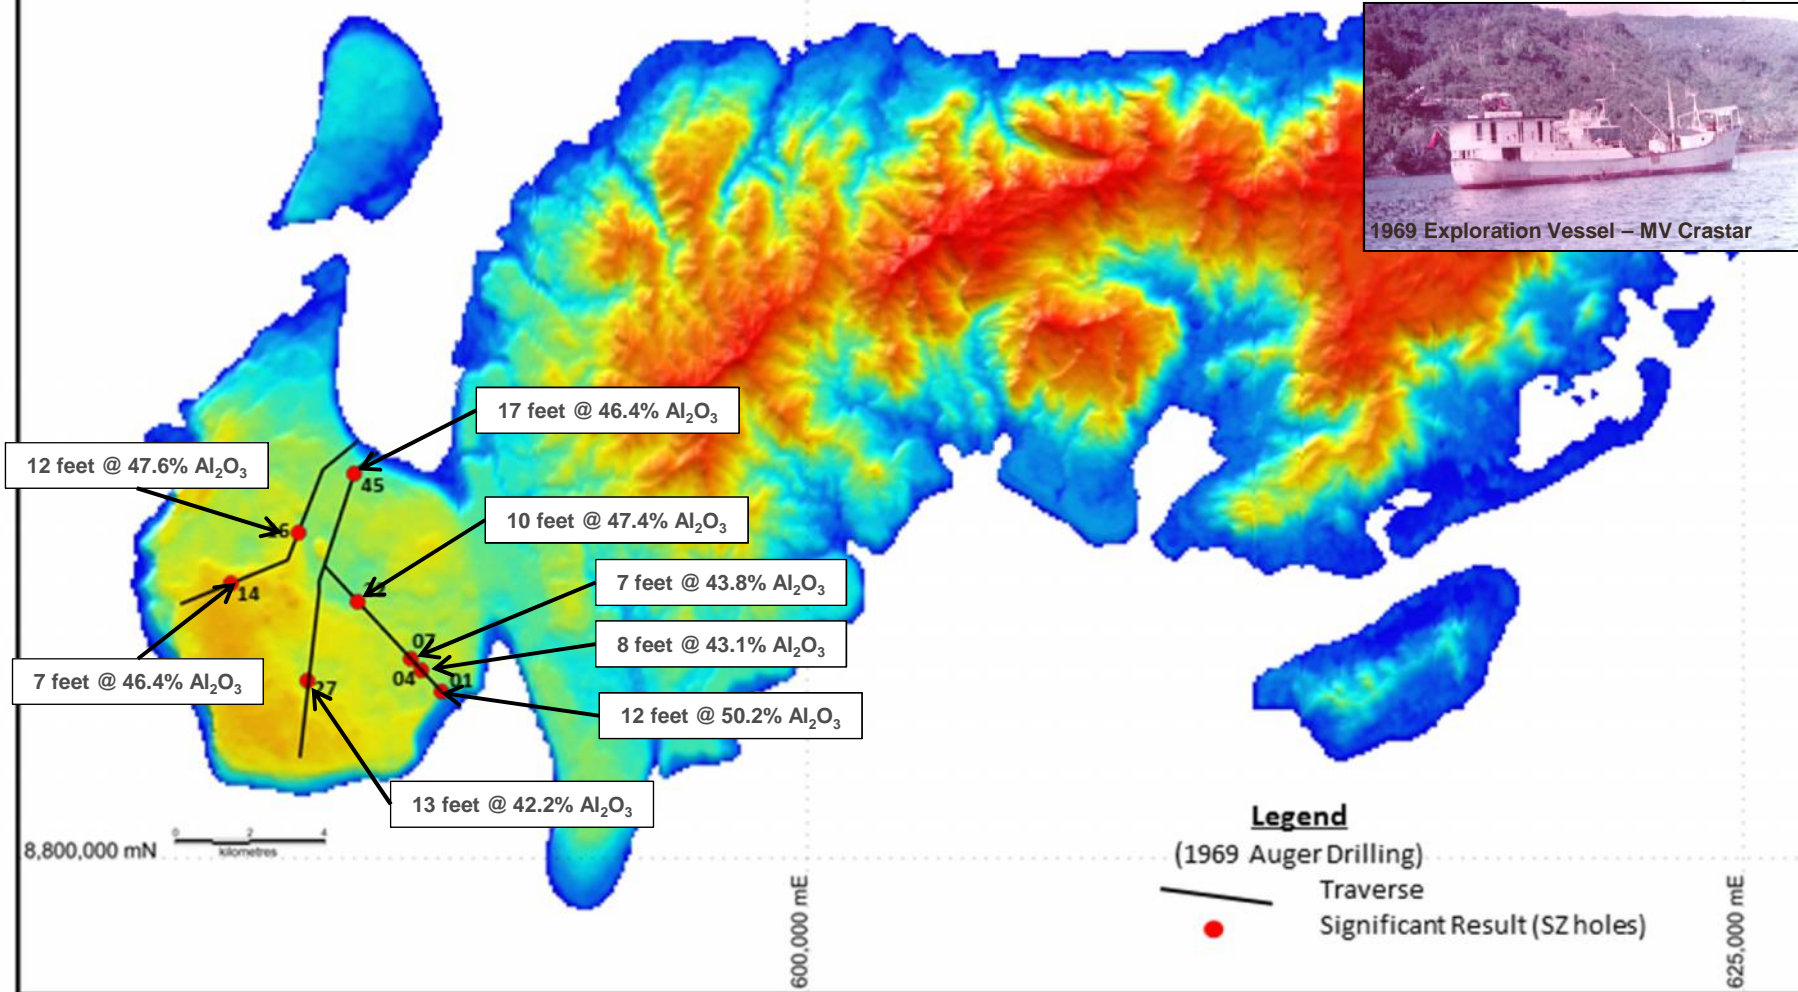 1969 Exploration Vessel – MV Crastar
17 feet @ 46.4% Al₂O₃
12 feet @ 47.6% Al₂O₃
45
10 feet @ 47.4% Al₂O₃
7 feet @ 43.8% Al₂O₃
14
07
8 feet @ 43.1% Al₂O₃
7 feet @ 46.4% Al₂O₃
04
01
27
12 feet @ 50.2% Al₂O₃
13 feet @ 42.2% Al₂O₃
0 2 4
kilometres
8,800,000 mN
600,000 mE
625,000 mE
Legend
(1969 Auger Drilling)
Traverse
Significant Result (SZ holes)